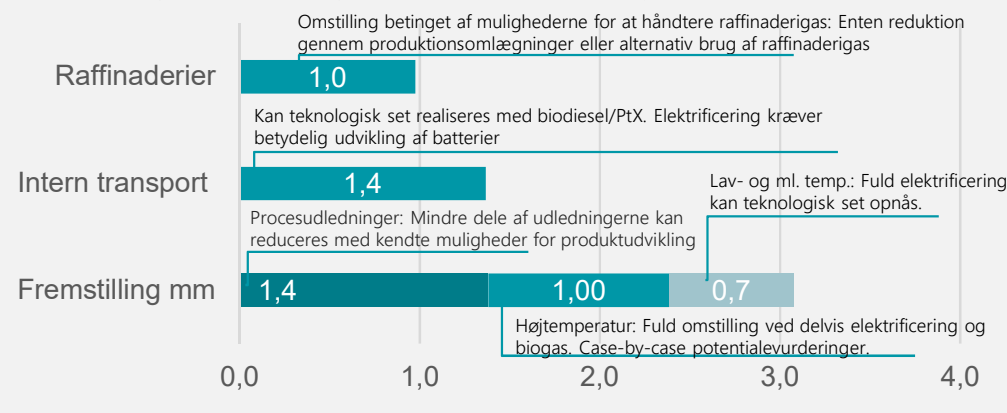 Omstilling betinget af mulighederne for at håndtere raffinaderigas: Enten reduktion
gennem produktionsomlægninger eller alternativ brug af raffinaderigas
Raffinaderier
1,0
Kan teknologisk set realiseres med biodiesel/PtX. Elektrificering kræver
betydelig udvikling af batterier
Intern transport
1,4
Lav- og ml. temp.: Fuld elektrificering
kan teknologisk set opnås.
Procesudledninger: Mindre dele af udledningerne kan
reduceres med kendte muligheder for produktudvikling
Fremstilling mm
1,4
1,00
0,7
Højtemperatur: Fuld omstilling ved delvis elektrificering og
biogas. Case-by-case potentialevurderinger.
0,0
1,0
2,0
3,0
4,0